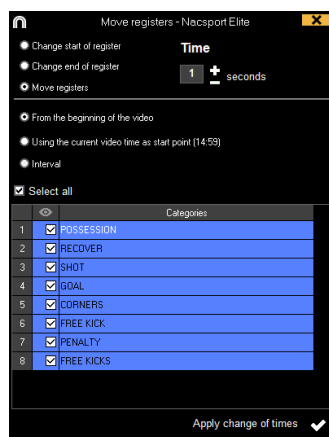 Move registers - Nacsport Elite
Change start of register
Time
Change end of register
1 seconds
Move registers
From the beginning of the video
Using the current video time as start point (14:59)
Interval
Select all
Categories
1 POSSESSION
2 RECOVER
3 SHOT
4 GOAL
5 CORNERS
6 FREE KICK
7 PENALTY
8 FREE KICKS
Apply change of times